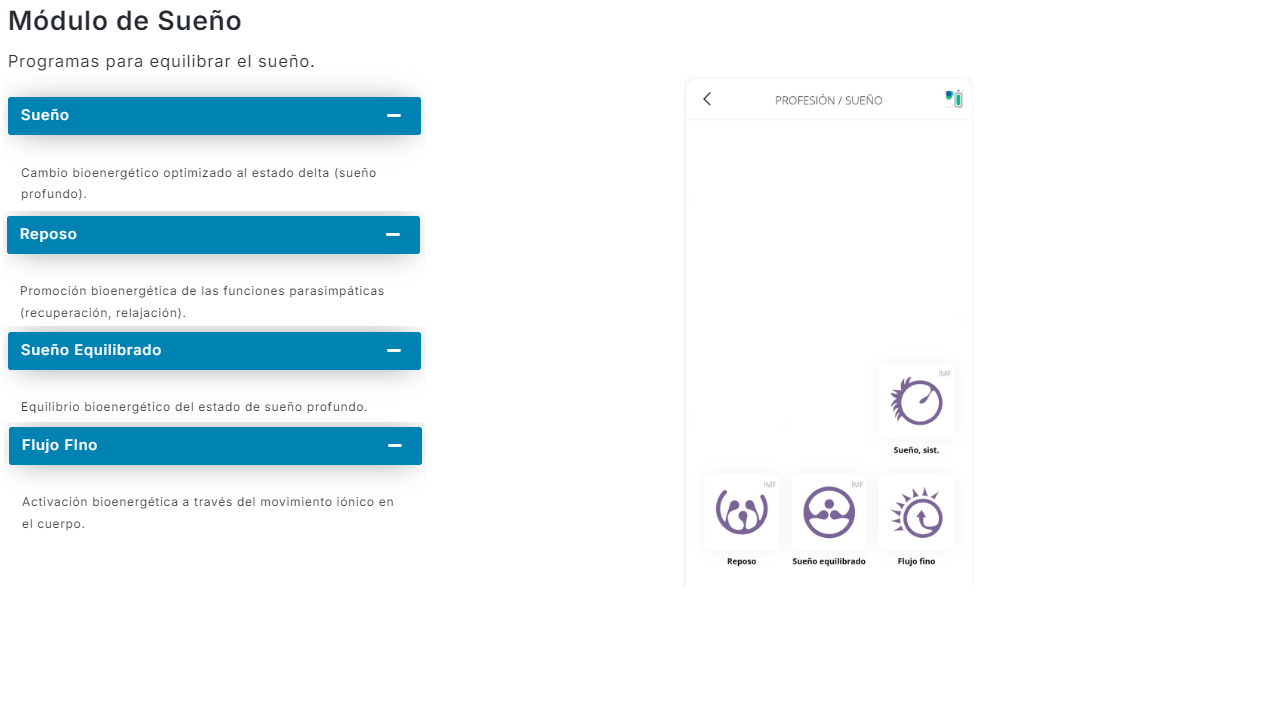 Módulo de Sueño
Programas para equilibrar el sueño.
Sueño
Cambio bioenergético optimizado al estado delta (sueño
profundo).
Reposo
Promoción bioenergética de las funciones parasimpáticas
(recuperación, relajación).
Sueño Equilibrado
Equilibrio bioenergético del estado de sueño profundo.
Flujo FIno
Activación bioenergética a través del movimiento iónico en
el cuerpo.
PROFESIÓN / SUEÑO
IMF
Sueño, sist.
IMF
IMF
Reposo
Sueño equilibrado
Flujo fino